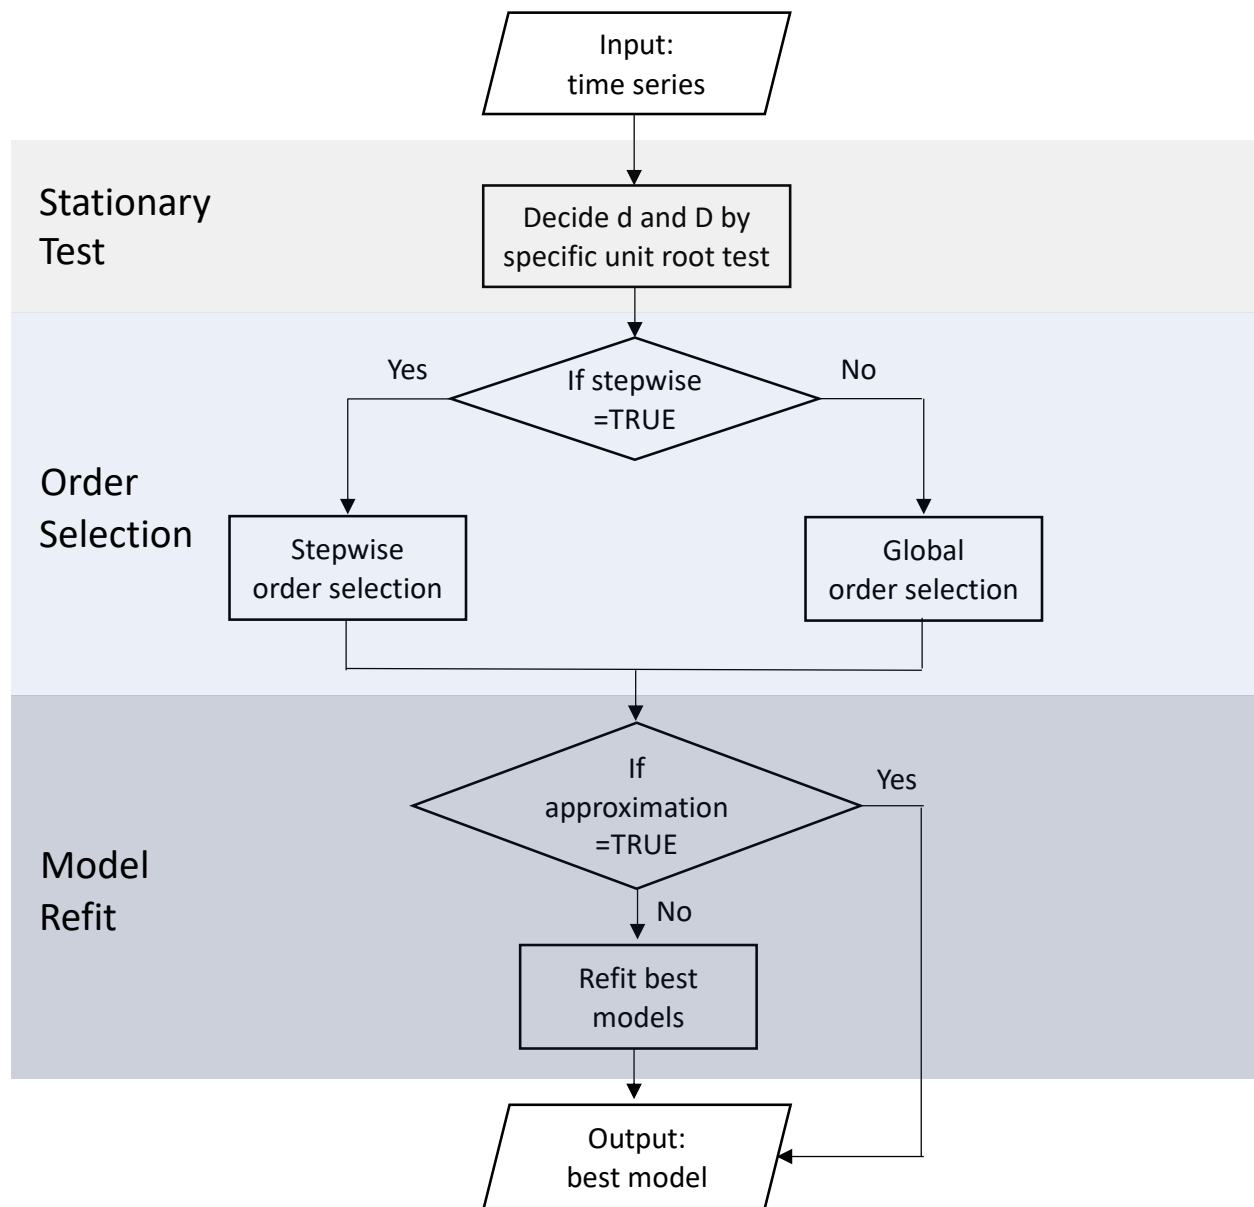 Input:
time series
Stationary
Test
Decide d and D by
specific unit root test
Yes
If stepwise
=TRUE
No
Order
Selection
Stepwise
order selection
Global
order selection
If
approximation
=TRUE
Yes
Model
Refit
No
Refit best
models
Output:
best model